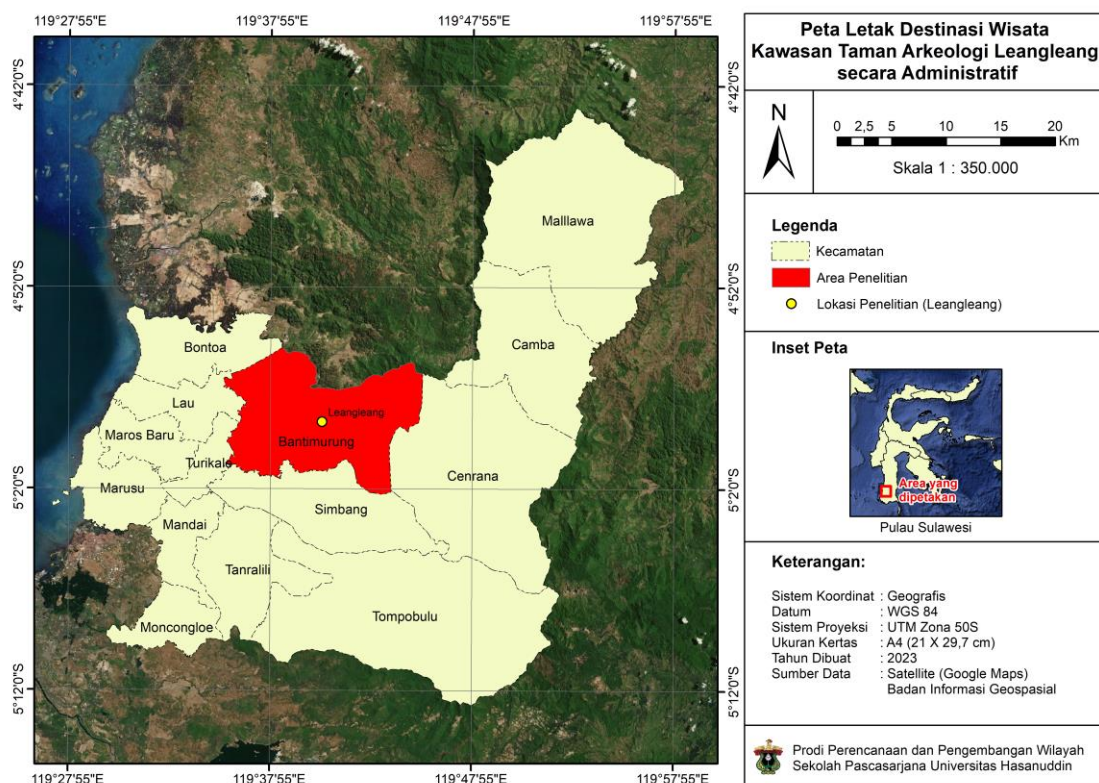 119°27'55"E
119°37'55"E
119°47'55"E
119°57'55"E
4°42'0"S
4°42'0"S
4°52'0"S
4°52'0"S
5°2'0"S
5°2'0"S
5°12'0"S
5°12'0"S
Malllawa
Camba
Bontoa
Lau
Leangleang
Maros Baru
Bantimurung
Turikale
Cenrana
Marusu
Simbang
Mandai
Tanralili
Tompobulu
Moncongloe
119°27'55"E
119°37'55"E
119°47'55"E
119°57'55"E
Peta Letak Destinasi Wisata
Kawasan Taman Arkeologi Leangleang
secara Administratif
N
0 2,5 5 10 15 20
Km
Skala 1 : 350.000
Legenda
Kecamatan
Area Penelitian
Lokasi Penelitian (Leangleang)
Inset Peta
Area yang
dipetakan
Pulau Sulawesi
Keterangan:
Sistem Koordinat : Geografis
Datum : WGS 84
Sistem Proyeksi : UTM Zona 50S
Ukuran Kertas : A4 (21 X 29,7 cm)
Tahun Dibuat : 2023
Sumber Data : Satellite (Google Maps)
Badan Informasi Geospasial
Prodi Perencanaan dan Pengembangan Wilayah
Sekolah Pascasarjana Universitas Hasanuddin